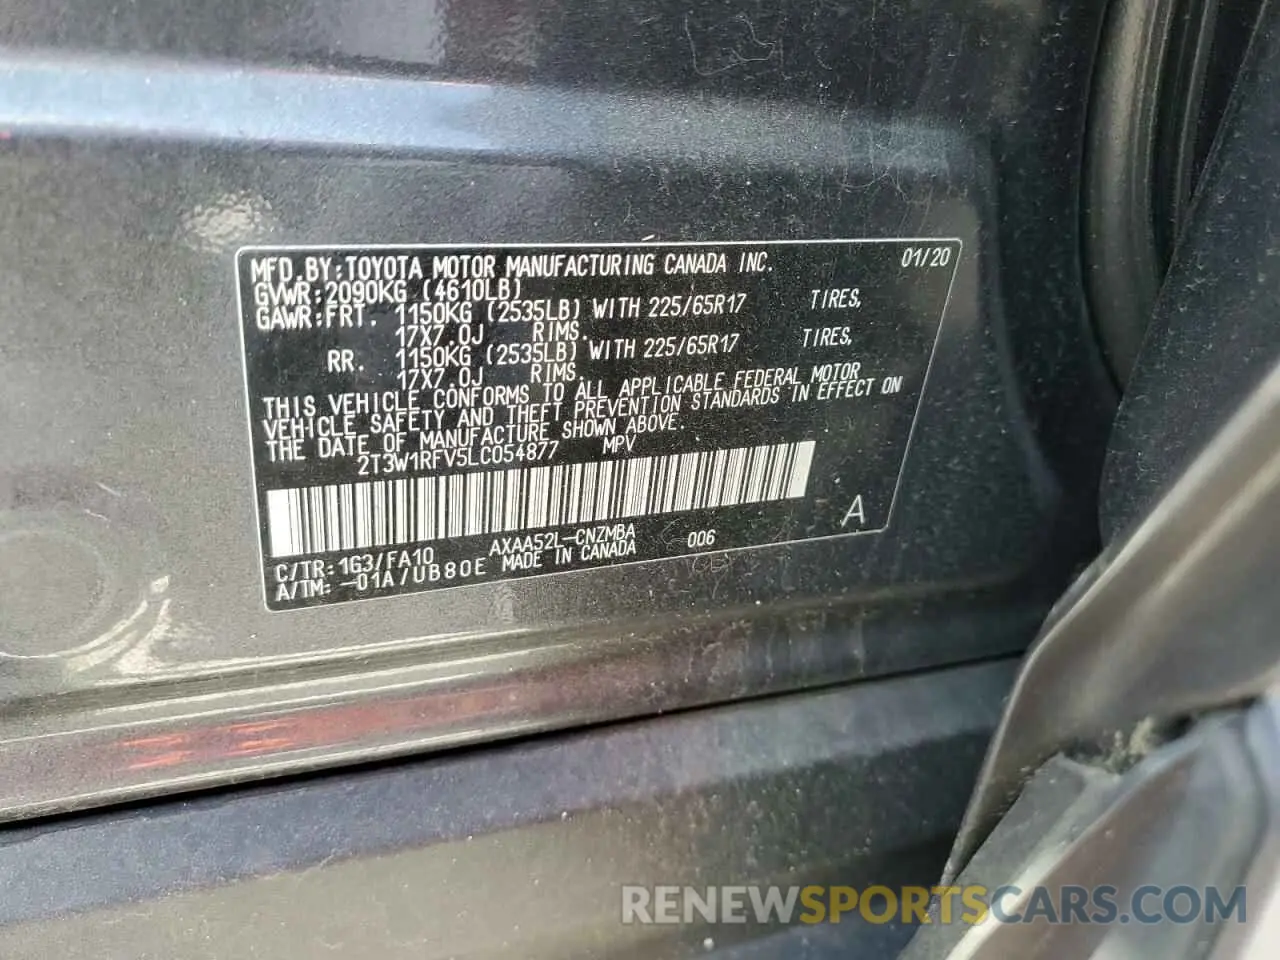 MFD.BY:TOYOTA MOTOR MANUFACTURING CANADA INC. 01/20
GVWR:2090KG (4610LB)
GAWR:FRT. 1150KG (2535LB) WITH 225/65R17 TIRES,
17X7.0J RIMS.
RR. 1150KG (2535LB) WITH 225/65R17 TIRES,
17X7.0J RIMS.
THIS VEHICLE CONFORMS TO ALL APPLICABLE FEDERAL MOTOR
VEHICLE SAFETY AND THEFT PREVENTION STANDARDS IN EFFECT ON
THE DATE OF MANUFACTURE SHOWN ABOVE.
2T3W1RFV5LC054877 MPV
A
C/TR:1G3/FA10 AXAA52L-CNZMBA 006
A/TM: -01A/UB80E MADE IN CANADA
RENEWSPORTSCARS.COM